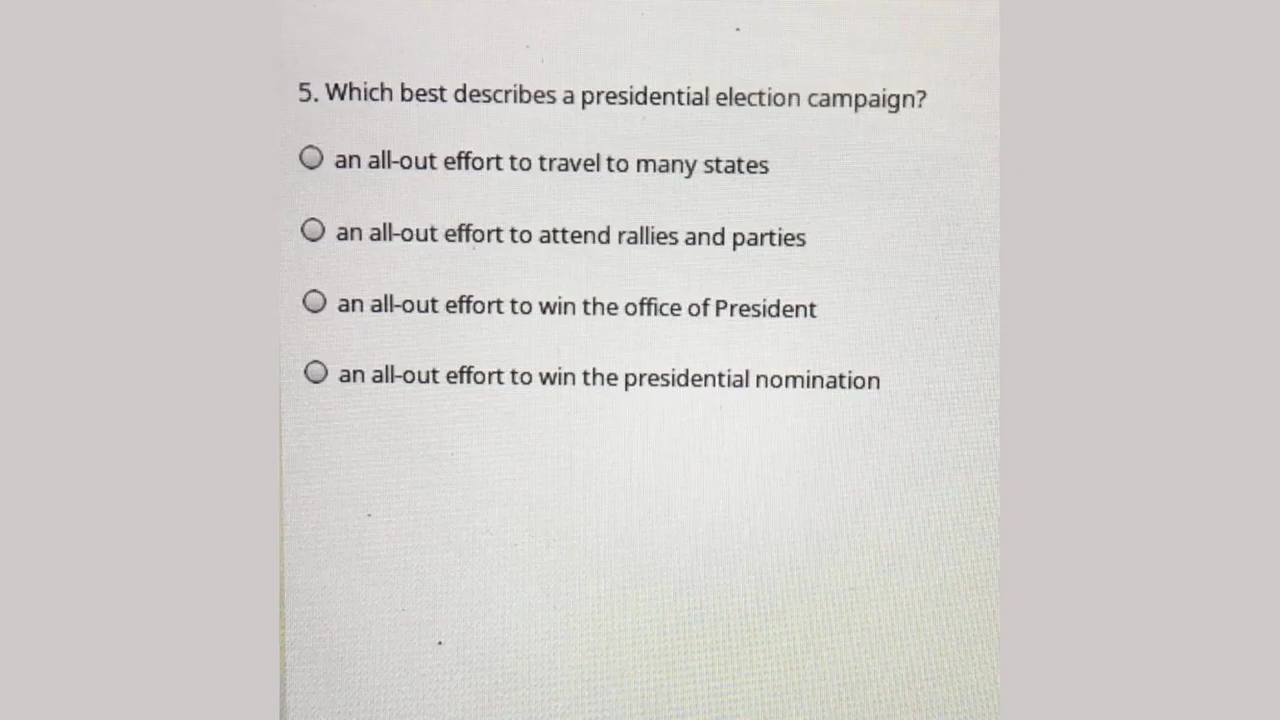 5. Which best describes a presidential election campaign?
an all-out effort to travel to many states
an all-out effort to attend rallies and parties
an all-out effort to win the office of President
an all-out effort to win the presidential nomination